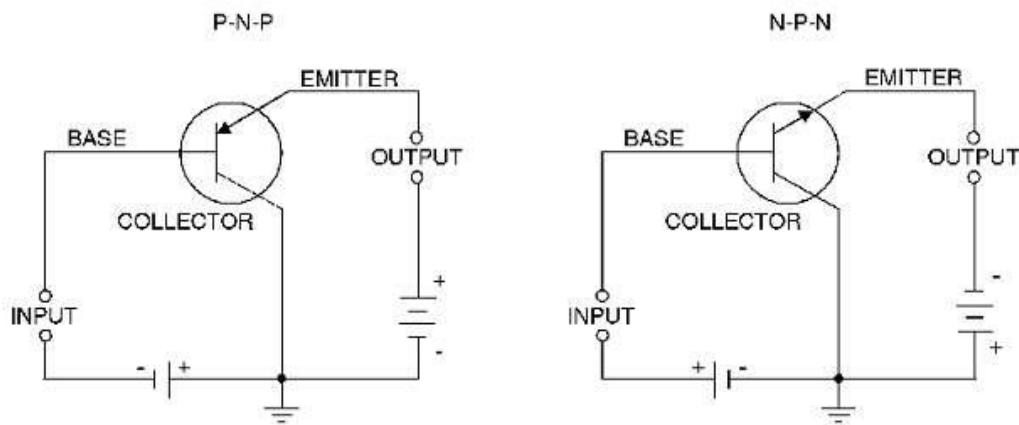 P-N-P
EMITTER
BASE
OUTPUT
COLLECTOR
+
INPUT
-
- +
N-P-N
EMITTER
BASE
OUTPUT
COLLECTOR
-
INPUT
+
+ -